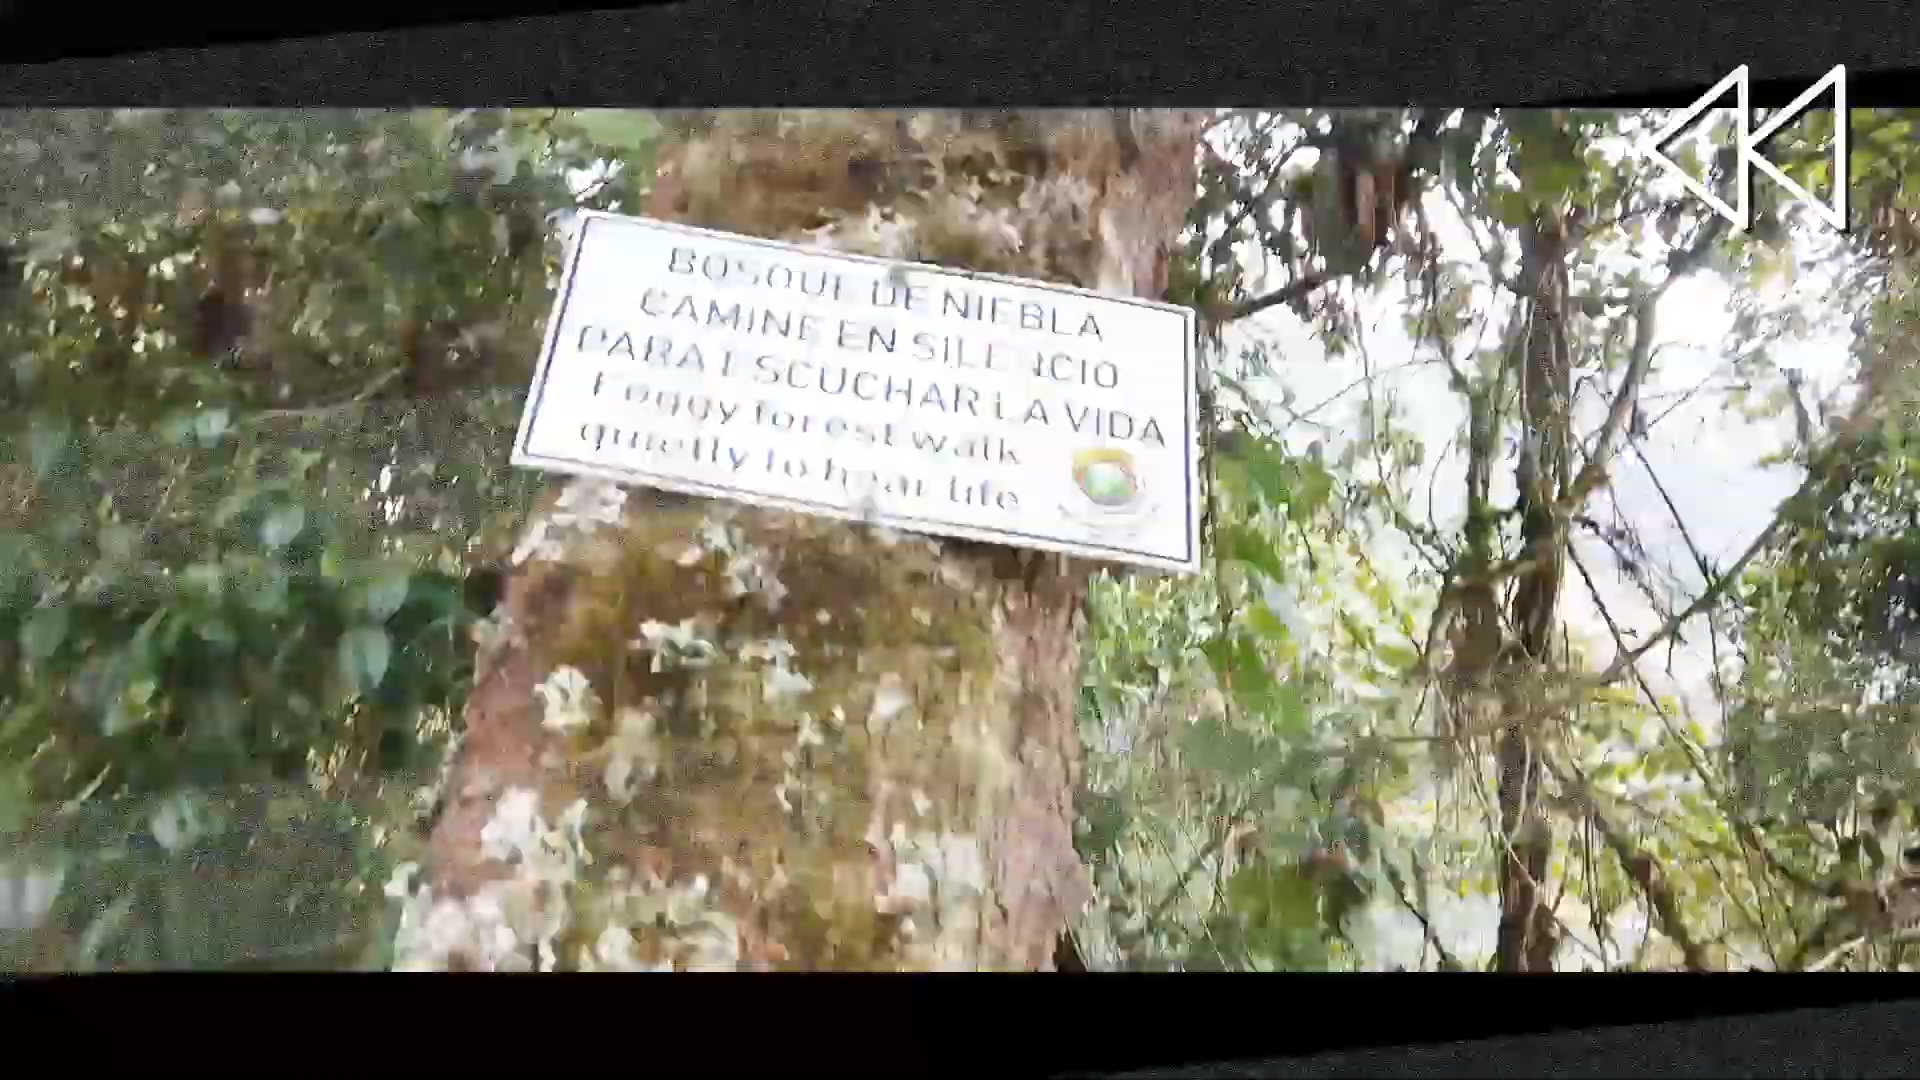 BOSQUE DE NIEBLA
CAMINE EN SILENCIO
PARA ESCUCHAR LA VIDA
Foggy forest walk
quietly to hear life